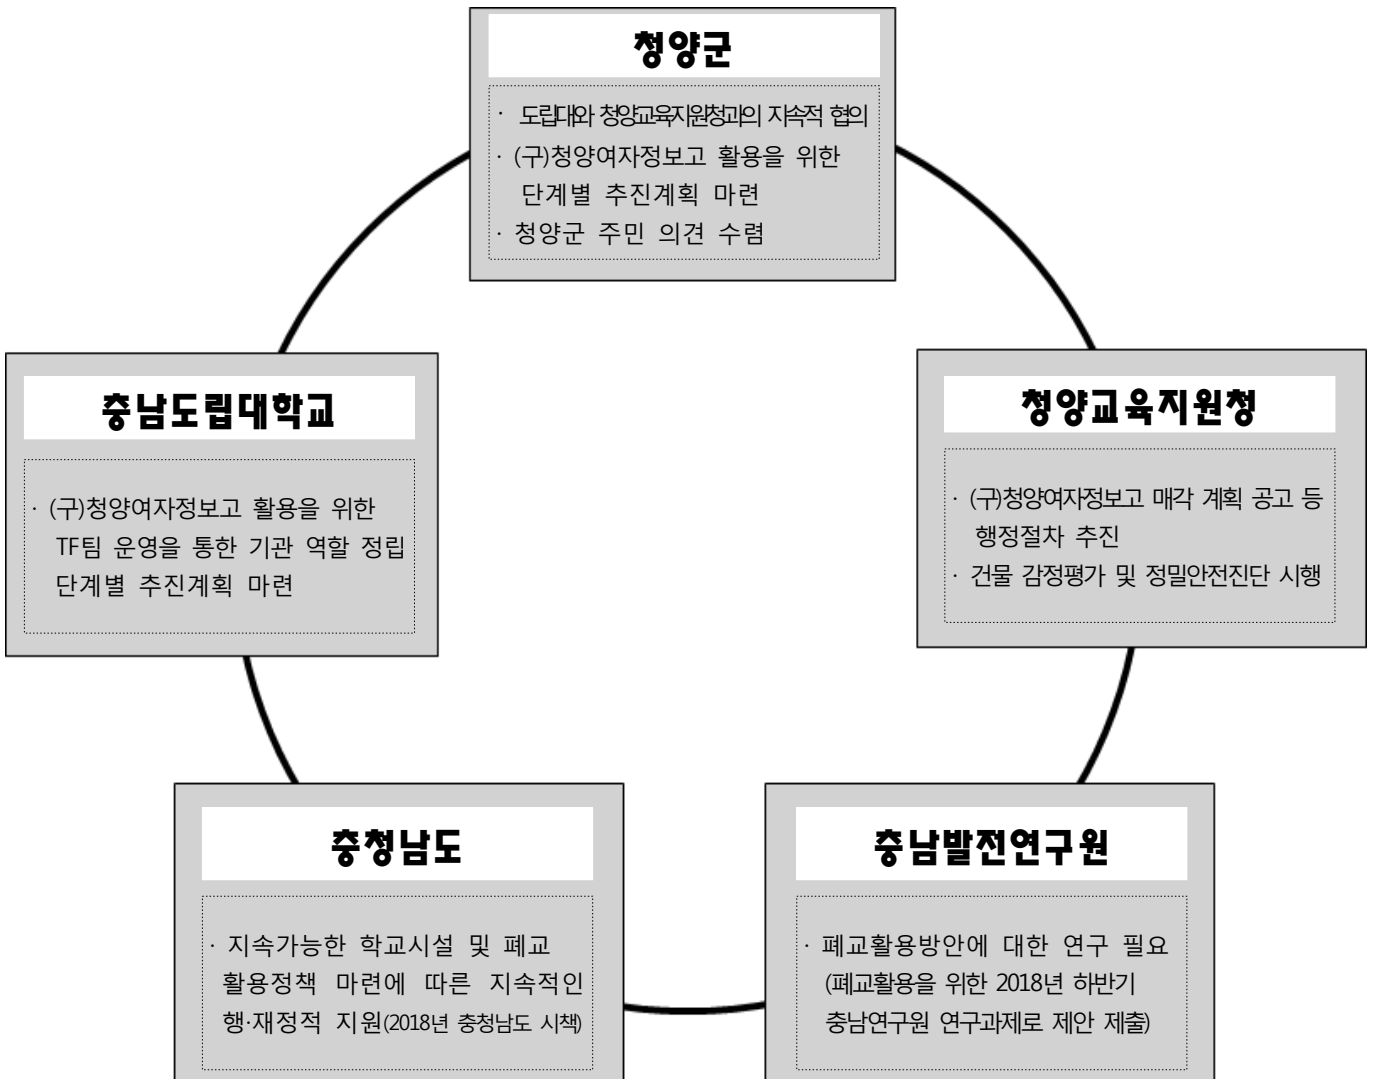 청양군
· 도립대와 청양교육지원청과의 지속적 협의
· (구)청양여자정보고 활용을 위한
단계별 추진계획 마련
· 청양군 주민 의견 수렴
충남도립대학교
· (구)청양여자정보고 활용을 위한
TF팀 운영을 통한 기관 역할 정립
단계별 추진계획 마련
청양교육지원청
· (구)청양여자정보고 매각 계획 공고 등
행정절차 추진
· 건물 감정평가 및 정밀안전진단 시행
충청남도
· 지속가능한 학교시설 및 폐교
활용정책 마련에 따른 지속적인
행·재정적 지원(2018년 충청남도 시책)
충남발전연구원
· 폐교활용방안에 대한 연구 필요
(폐교활용을 위한 2018년 하반기
충남연구원 연구과제로 제안 제출)